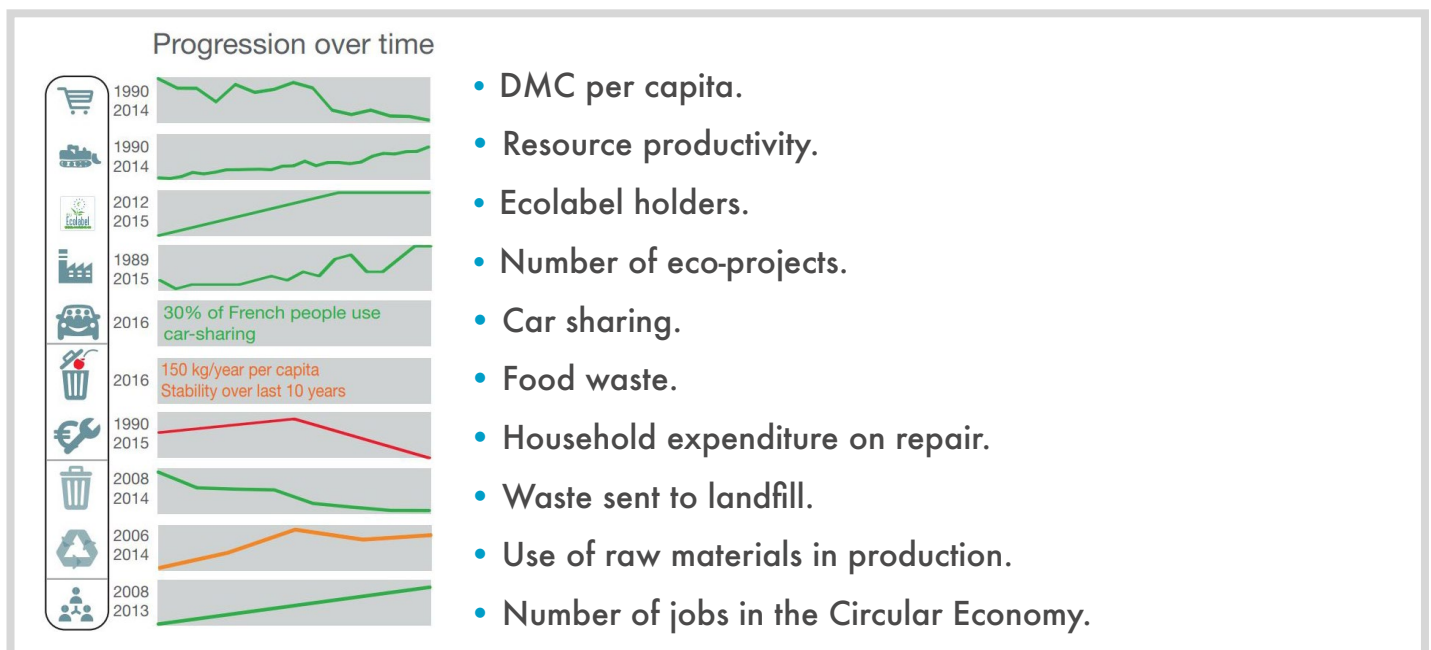 Progression over time
1990
2014
• DMC per capita.
1990
2014
• Resource productivity.
2012
2015
Ecolabel
• Ecolabel holders.
1989
2015
• Number of eco-projects.
2016
30% of French people use
car-sharing
• Car sharing.
2016
150 kg/year per capita
Stability over last 10 years
• Food waste.
1990
2015
• Household expenditure on repair.
2008
2014
• Waste sent to landfill.
2006
2014
• Use of raw materials in production.
2008
2013
• Number of jobs in the Circular Economy.